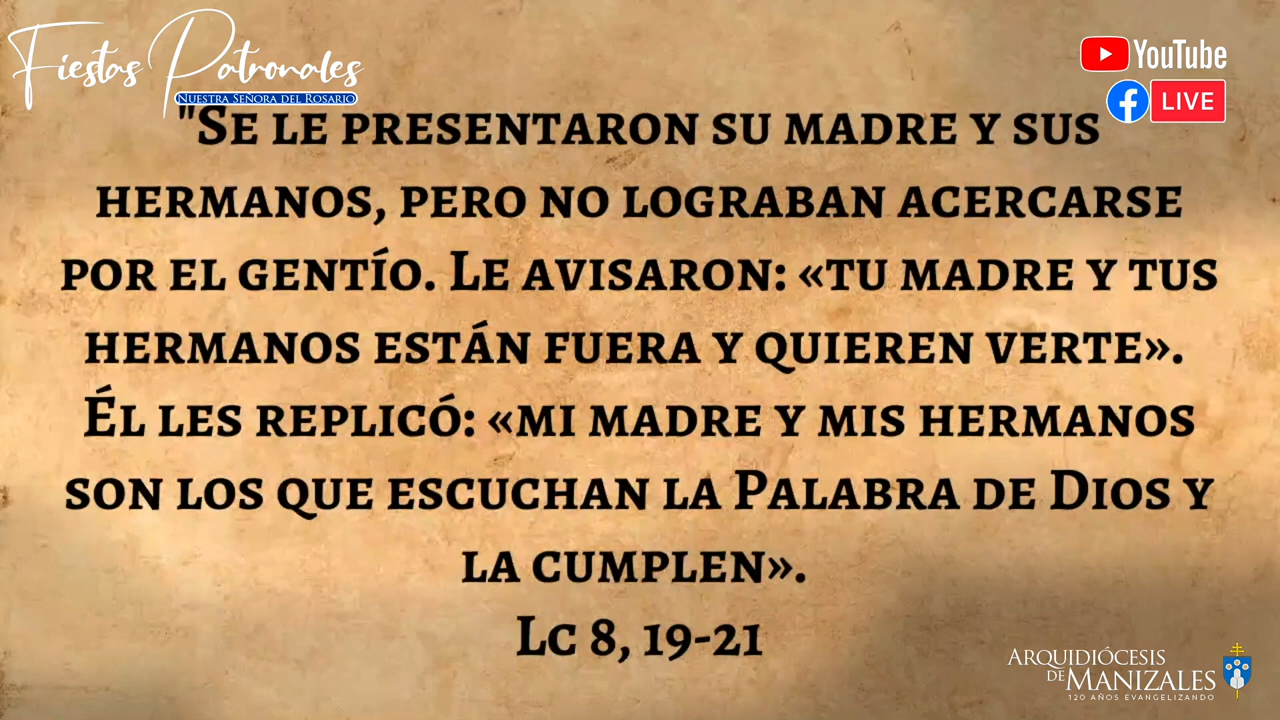 Fiestas Patronales
Nuestra Señora del Rosario
YouTube
LIVE
"Se le presentaron su madre y sus
hermanos, pero no lograban acercarse
por el gentío. Le avisaron: «tu madre y tus
hermanos están fuera y quieren verte».
Él les replicó: «mi madre y mis hermanos
son los que escuchan la Palabra de Dios y
la cumplen».
Lc 8, 19-21
Arquidiócesis
de Manizales
120 AÑOS EVANGELIZANDO